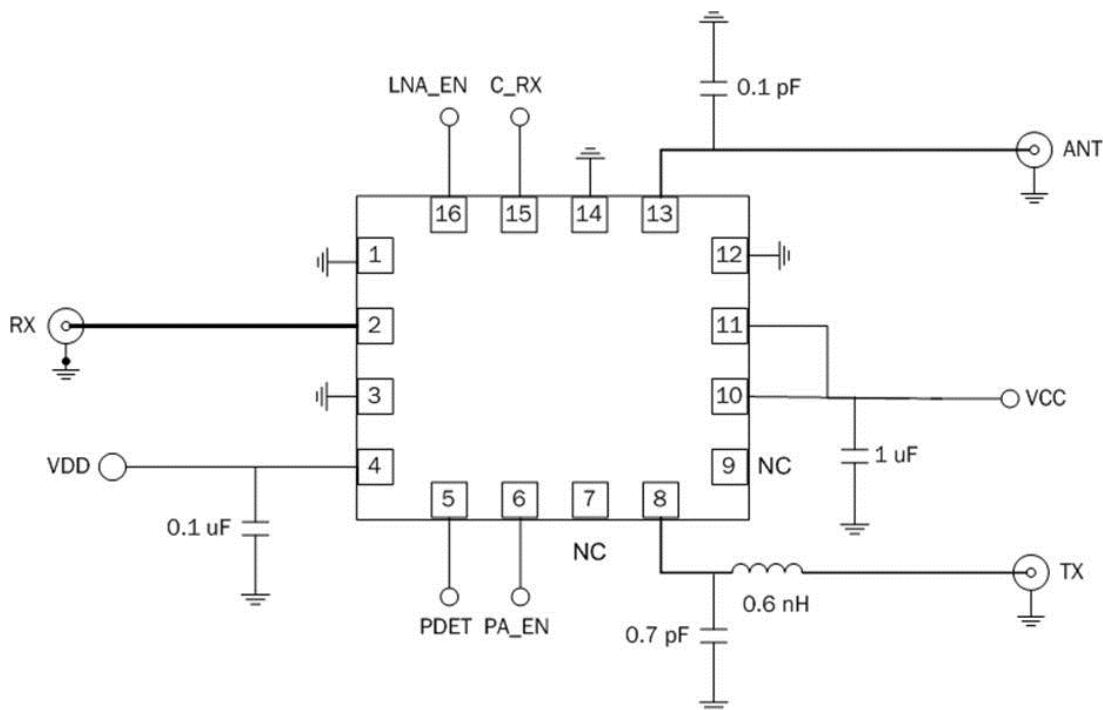 0.1 pF
LNA_EN C_RX
ANT
16 15 14 13
1 12
RX 2 11
3 10 VCC
VDD 4 9 NC 1 uF
0.1 uF 5 6 7 8
NC TX
PDET PA_EN 0.6 nH
0.7 pF